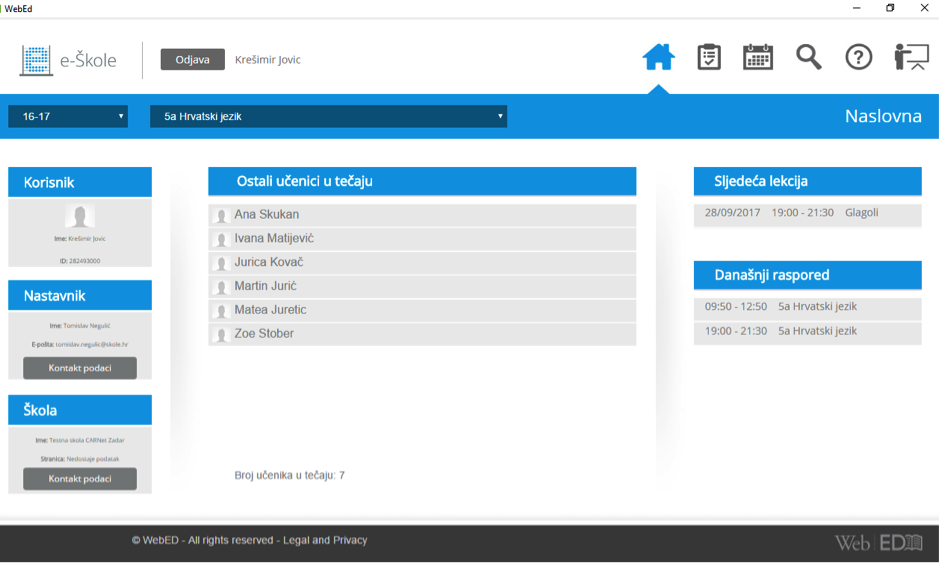 WebEd
e-Škole
Odjava
Krešimir Jovic
16-17
5a Hrvatski jezik
Naslovna
Korisnik
Ime: Krešimir Jovic
ID: 282493000
Nastavnik
Ime: Tomislav Negulić
E-pošta: tomislav.negulic@skole.hr
Kontakt podaci
Škola
Ime: Tesna skola CARNet Zadar
Stranica: Nedostaje podatak
Kontakt podaci
Ostali učenici u tečaju
Ana Skukan
Ivana Matijević
Jurica Kovač
Martin Jurić
Matea Juretic
Zoe Stober
Broj učenika u tečaju: 7
Sljedeća lekcija
28/09/2017 19:00 - 21:30 Glagoli
Današnji raspored
09:50 - 12:50 5a Hrvatski jezik
19:00 - 21:30 5a Hrvatski jezik
© WebED - All rights reserved - Legal and Privacy
Web ED